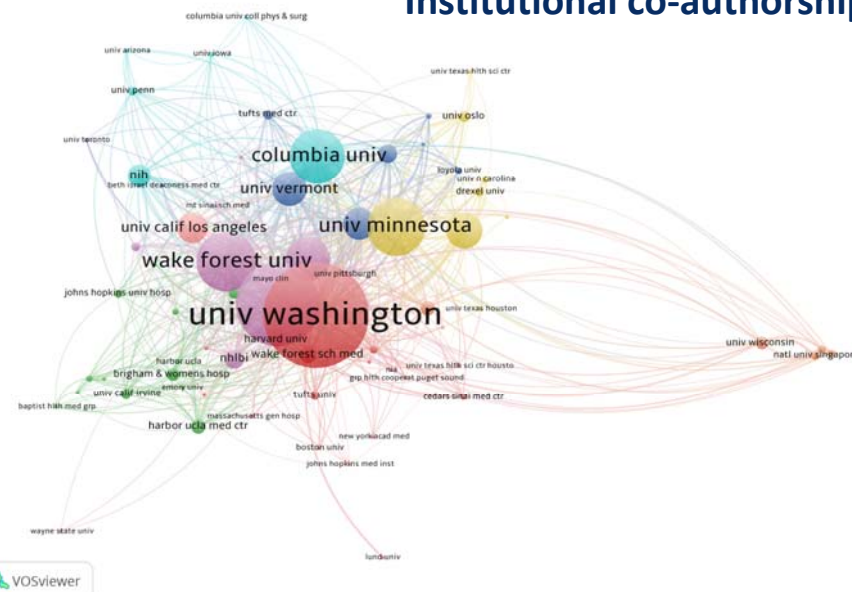 Institutional co-authorship
columbia univ coll phys & surg
univ arizona
univ iowa
univ texas hlth sci ctr
univ penn
tufts med ctr
univ oslo
univ toronto
columbia univ
loyola univ
nih
univ n carolina
beth israel deaconess med ctr
univ vermont
drexel univ
mt sinai sch med
univ calif los angeles
univ minnesota
wake forest univ
univ pittsburgh
mayo clin
johns hopkins univ hosp
univ washington
univ texas houston
harvard univ
univ wisconsin
nhlbi
wake forest sch med
natl univ singapor
harbor ucla
univ texas hlth sci ctr housto
nia
brigham & womens hosp
grp hlth cooperat puget sound
emory univ
univ calif irvine
tufts univ
cedars sinai med ctr
baptist hlth med grp
massachusetts gen hosp
harbor ucla med ctr
new york acad med
boston univ
johns hopkins med inst
wayne state univ
lund univ
VOSviewer